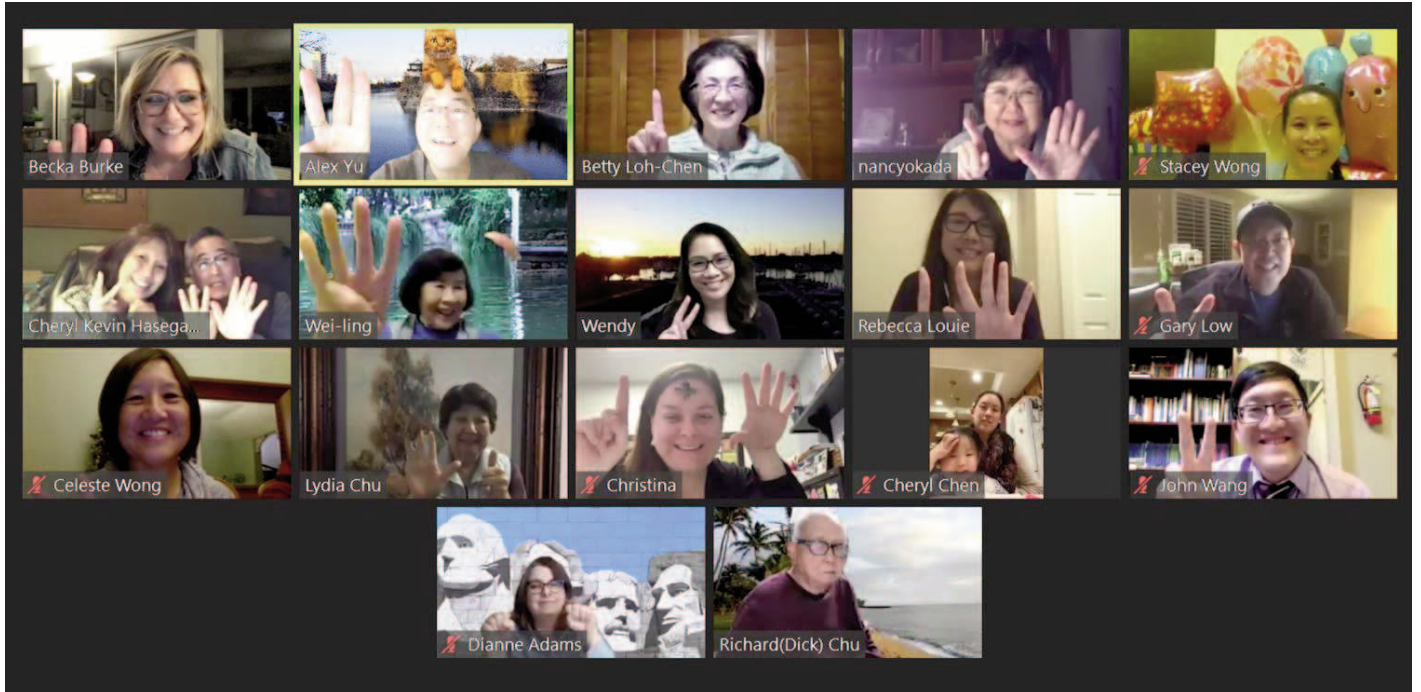 Becka Burke
Alex Yu
Betty Loh-Chen
nancyokada
Stacey Wong
Cheryl Kevin Hasega...
Wei-ling
Wendy
Rebecca Louie
Gary Low
Celeste Wong
Lydia Chu
Christina
Cheryl Chen
John Wang
Dianne Adams
Richard(Dick) Chu